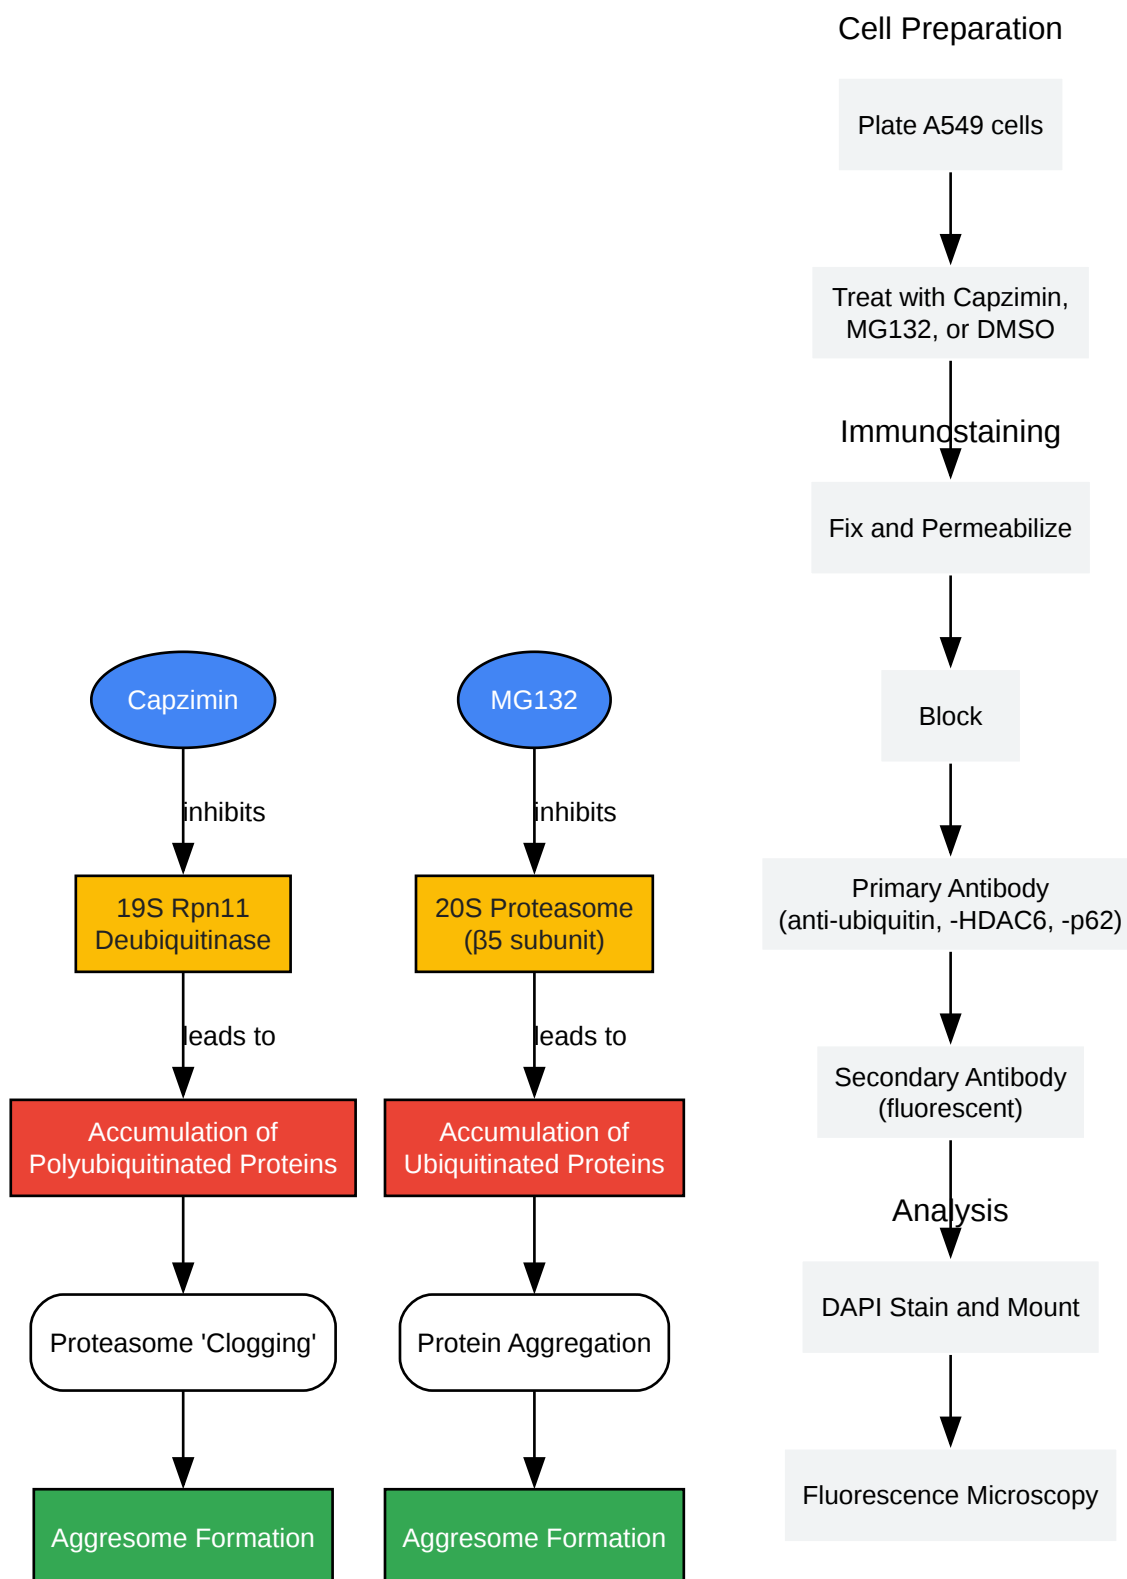 Cell Preparation
Plate A549 cells
Treat with Capzimin,
MG132, or DMSO
Immunostaining
Fix and Permeabilize
Block
Primary Antibody
(anti-ubiquitin, -HDAC6, -p62)
Secondary Antibody
(fluorescent)
Analysis
DAPI Stain and Mount
Fluorescence Microscopy
Capzimin
inhibits
19S Rpn11
Deubiquitinase
leads to
Accumulation of
Polyubiquitinated Proteins
Proteasome 'Clogging'
Aggresome Formation
MG132
inhibits
20S Proteasome
(β5 subunit)
leads to
Accumulation of
Ubiquitinated Proteins
Protein Aggregation
Aggresome Formation